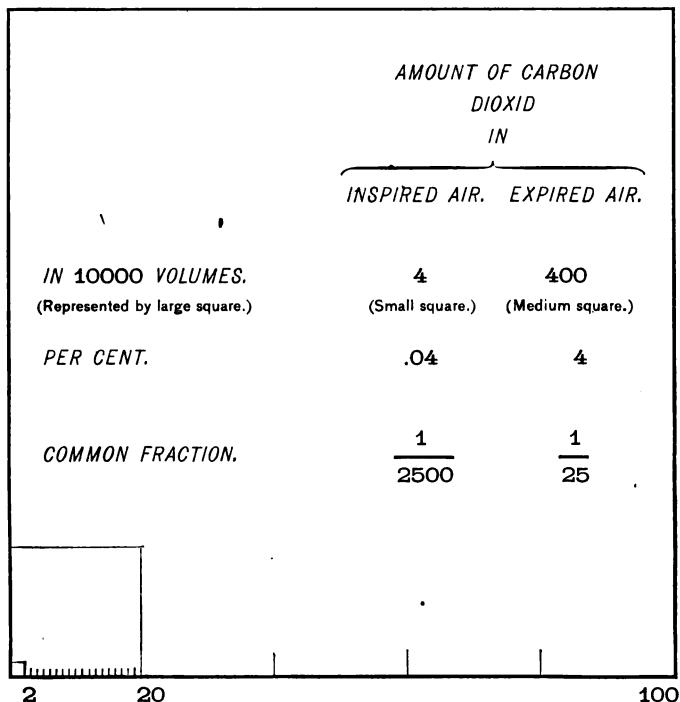 AMOUNT OF CARBON
DIOXID
IN
INSPIRED AIR. EXPIRED AIR.
IN 10000 VOLUMES. 4 400
(Represented by large square.) (Small square.) (Medium square.)
PER CENT. .04 4
COMMON FRACTION. 1/2500 1/25
2 20 100